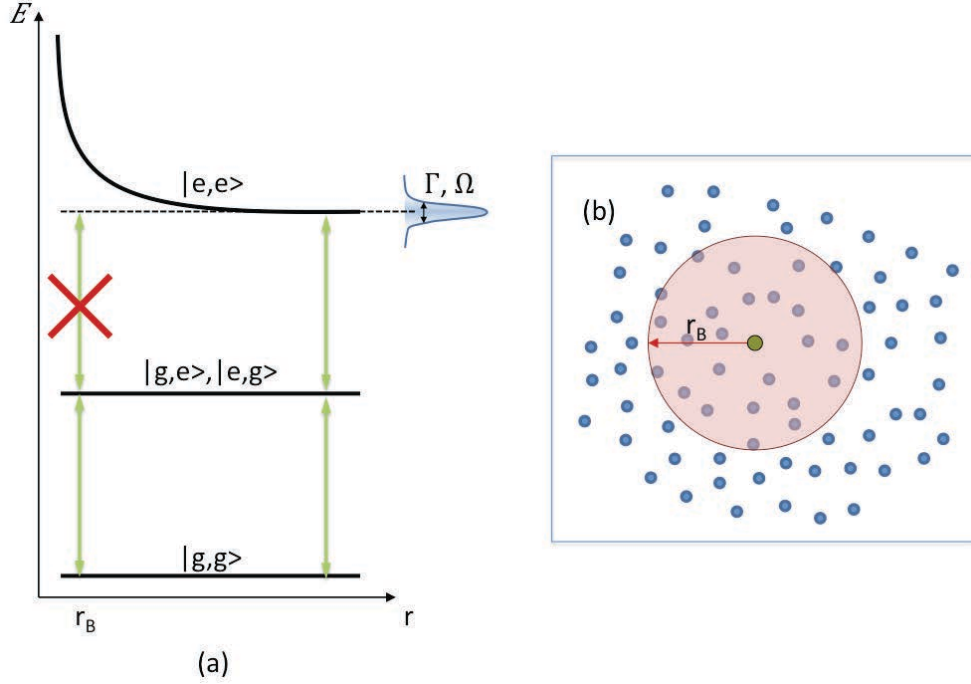 E
|e,e>
Γ, Ω
|g,e>,|e,g>
|g,g>
r_B
r
(a)
(b)
r_B